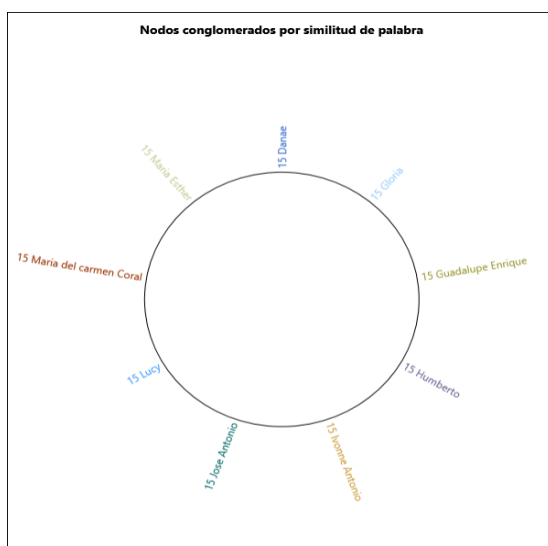 Nodos conglomerados por similitud de palabra
15 Danae
15 Gloria
15 Guadalupe Enrique
15 Humberto
15 Ivonne Antonio
15 Jose Antonio
15 Lucy
15 Maria del carmen Coral
15 Maria Esther